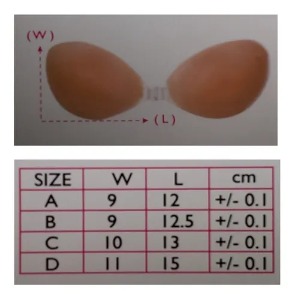 (W)
(L)
SIZE W L cm
A 9 12 +/- 0.1
B 9 12.5 +/- 0.1
C 10 13 +/- 0.1
D 11 15 +/- 0.1